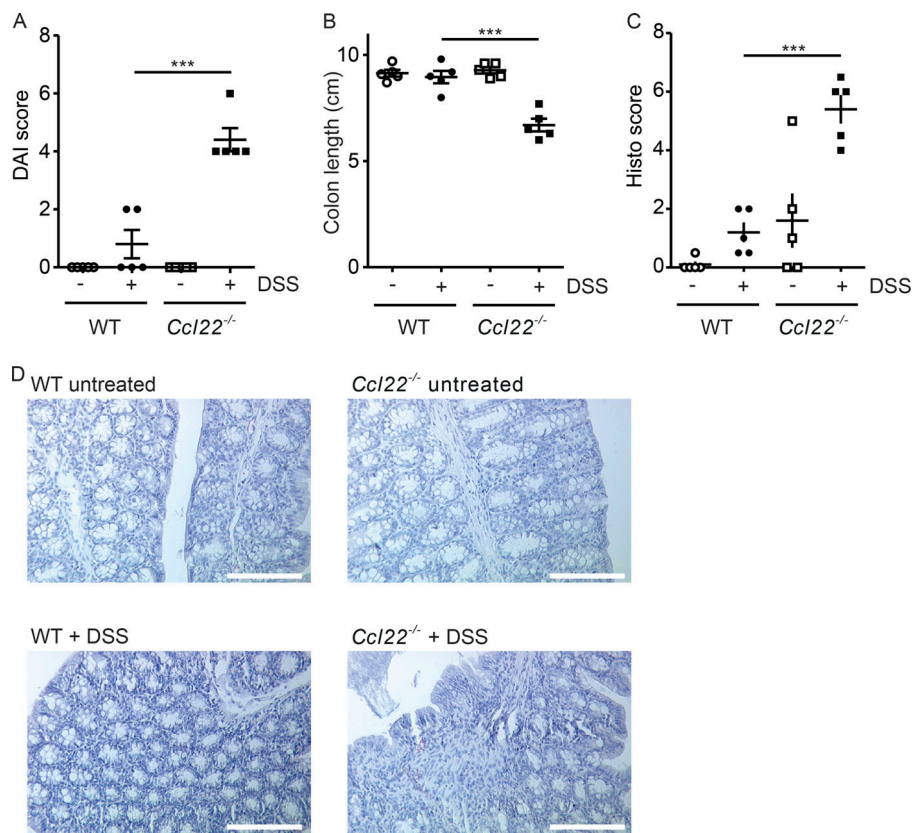 A
DAI score
8
6
4
2
0
***
- + - + DSS
WT Ccl22-/-
B
Colon length (cm)
10
5
0
***
- + - + DSS
WT Ccl22-/-
C
Histo score
8
6
4
2
0
***
- + - + DSS
WT Ccl22-/-
D
WT untreated
Ccl22-/- untreated
WT + DSS
Ccl22-/- + DSS